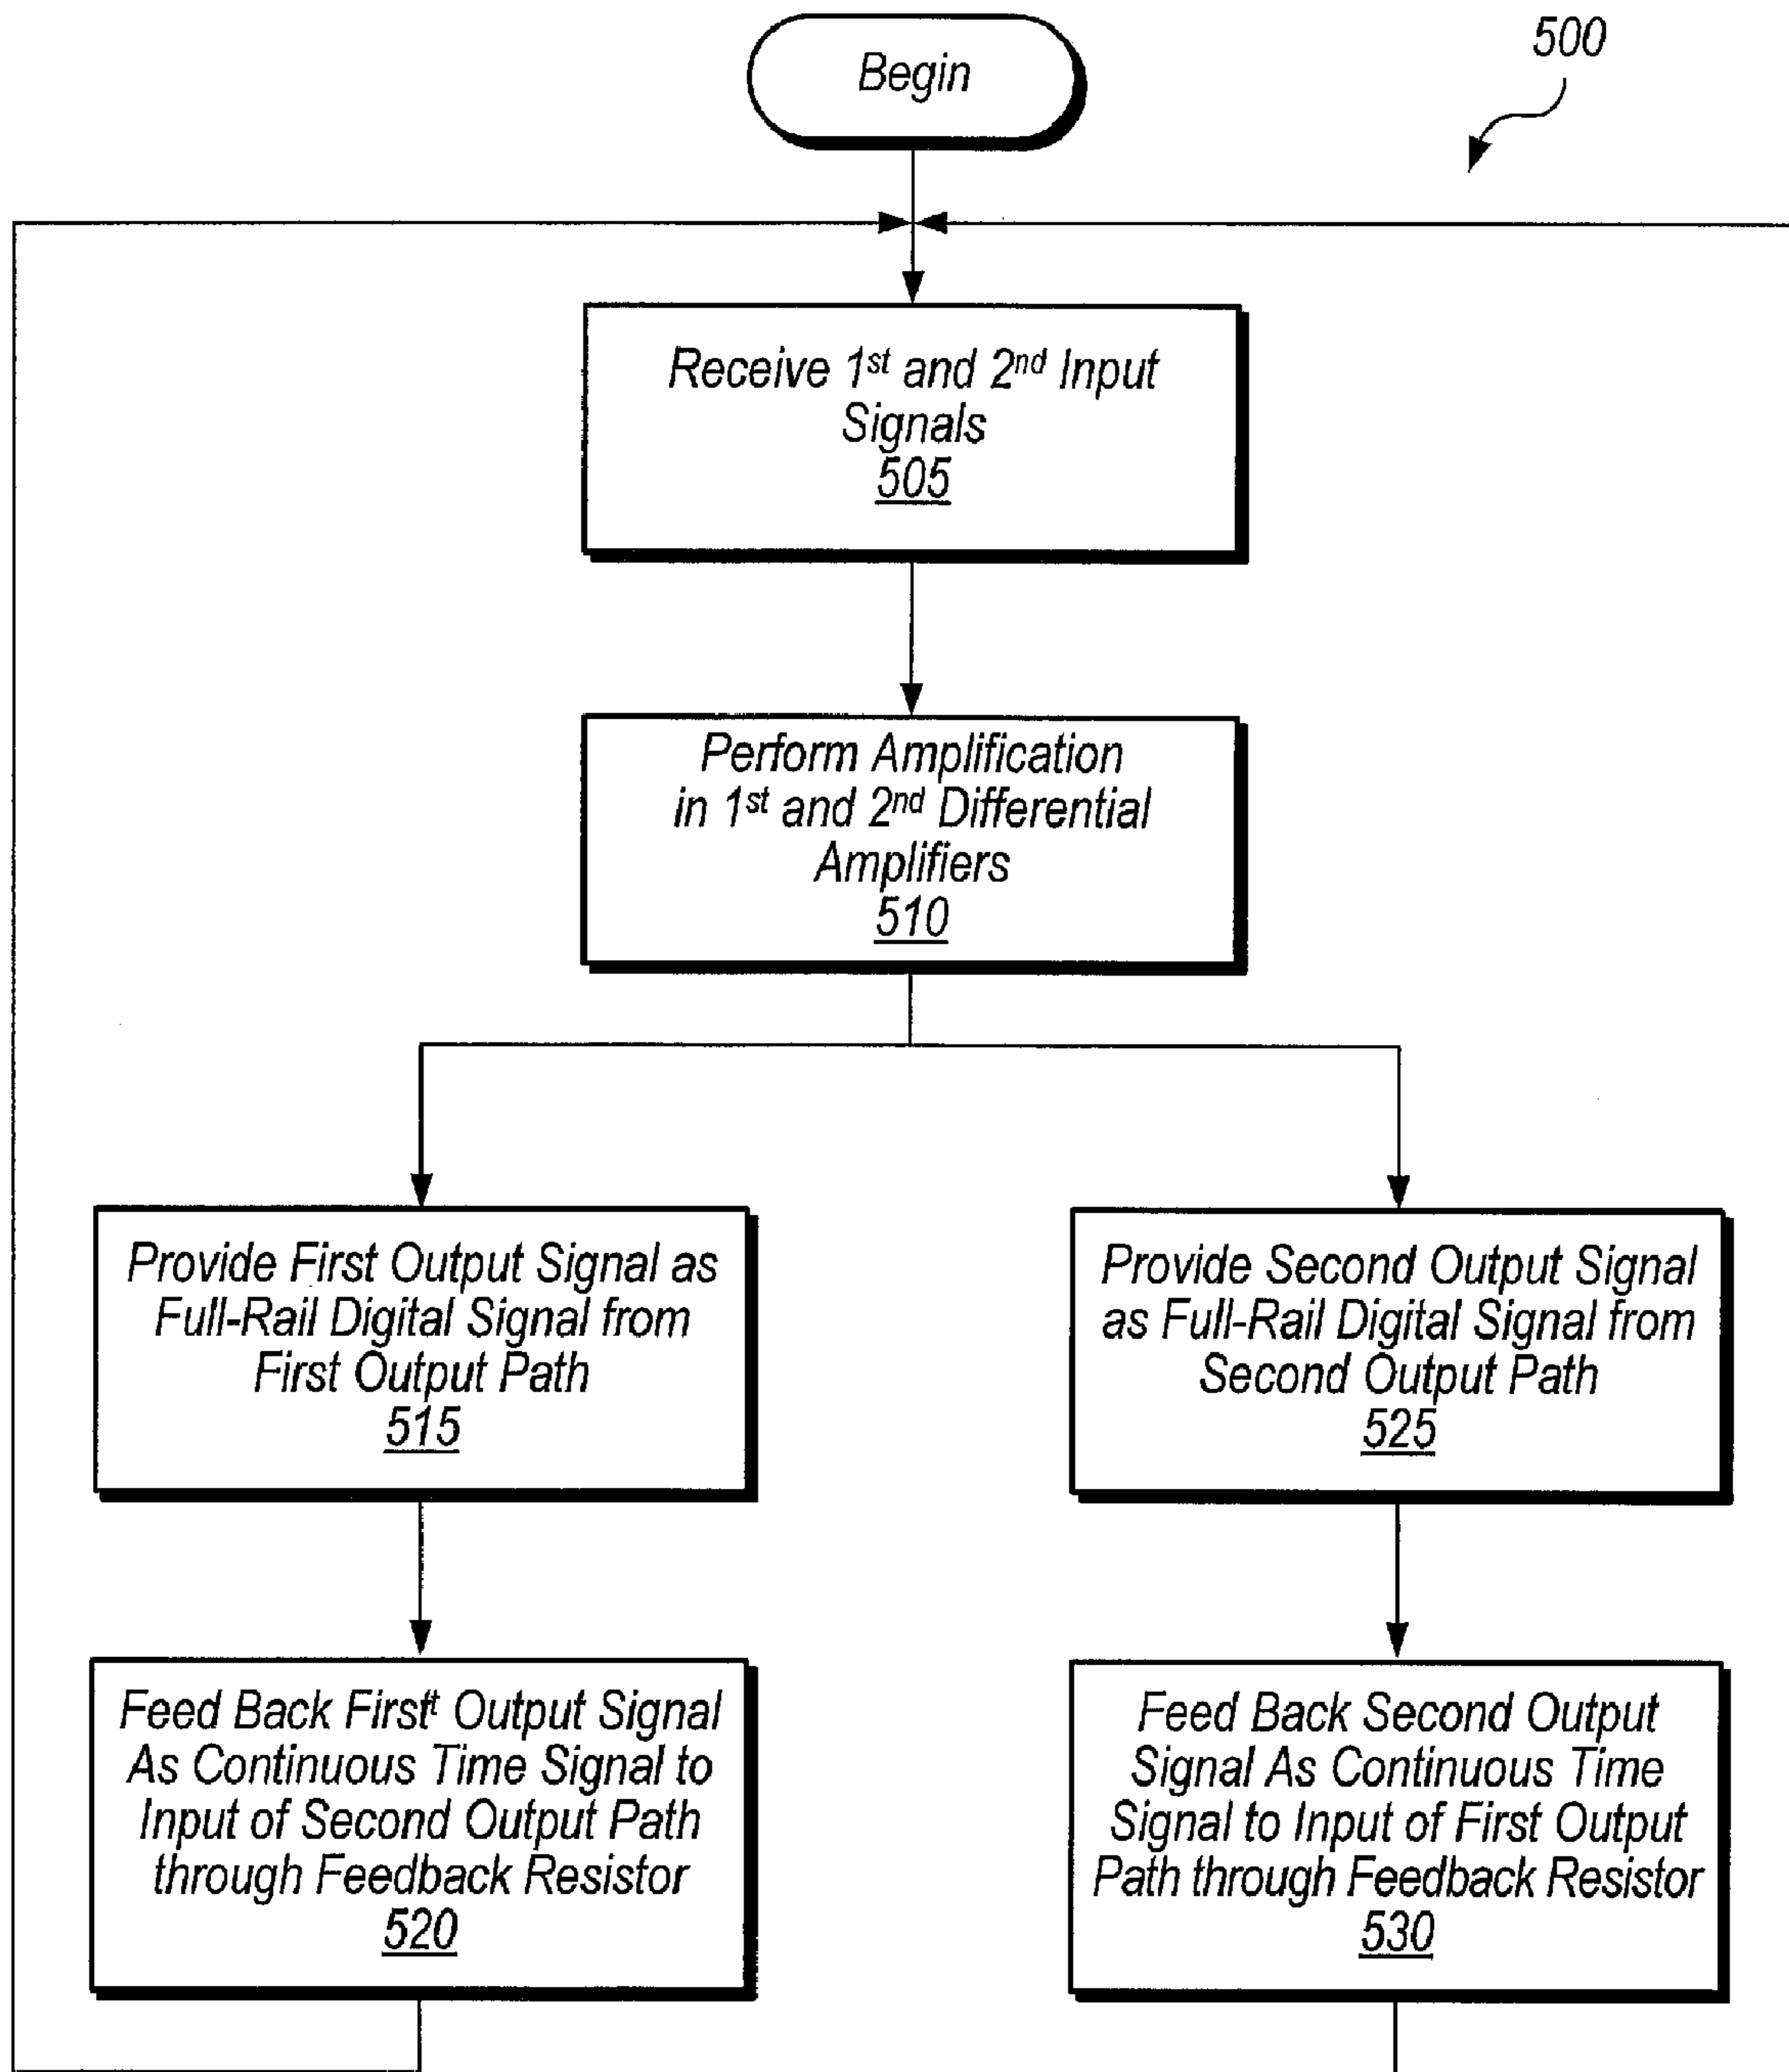 Begin
500
Receive 1st and 2nd Input
Signals
505
Perform Amplification
in 1st and 2nd Differential
Amplifiers
510
Provide First Output Signal as
Full-Rail Digital Signal from
First Output Path
515
Provide Second Output Signal
as Full-Rail Digital Signal from
Second Output Path
525
Feed Back Firstt Output Signal
As Continuous Time Signal to
Input of Second Output Path
through Feedback Resistor
520
Feed Back Second Output
Signal As Continuous Time
Signal to Input of First Output
Path through Feedback Resistor
530